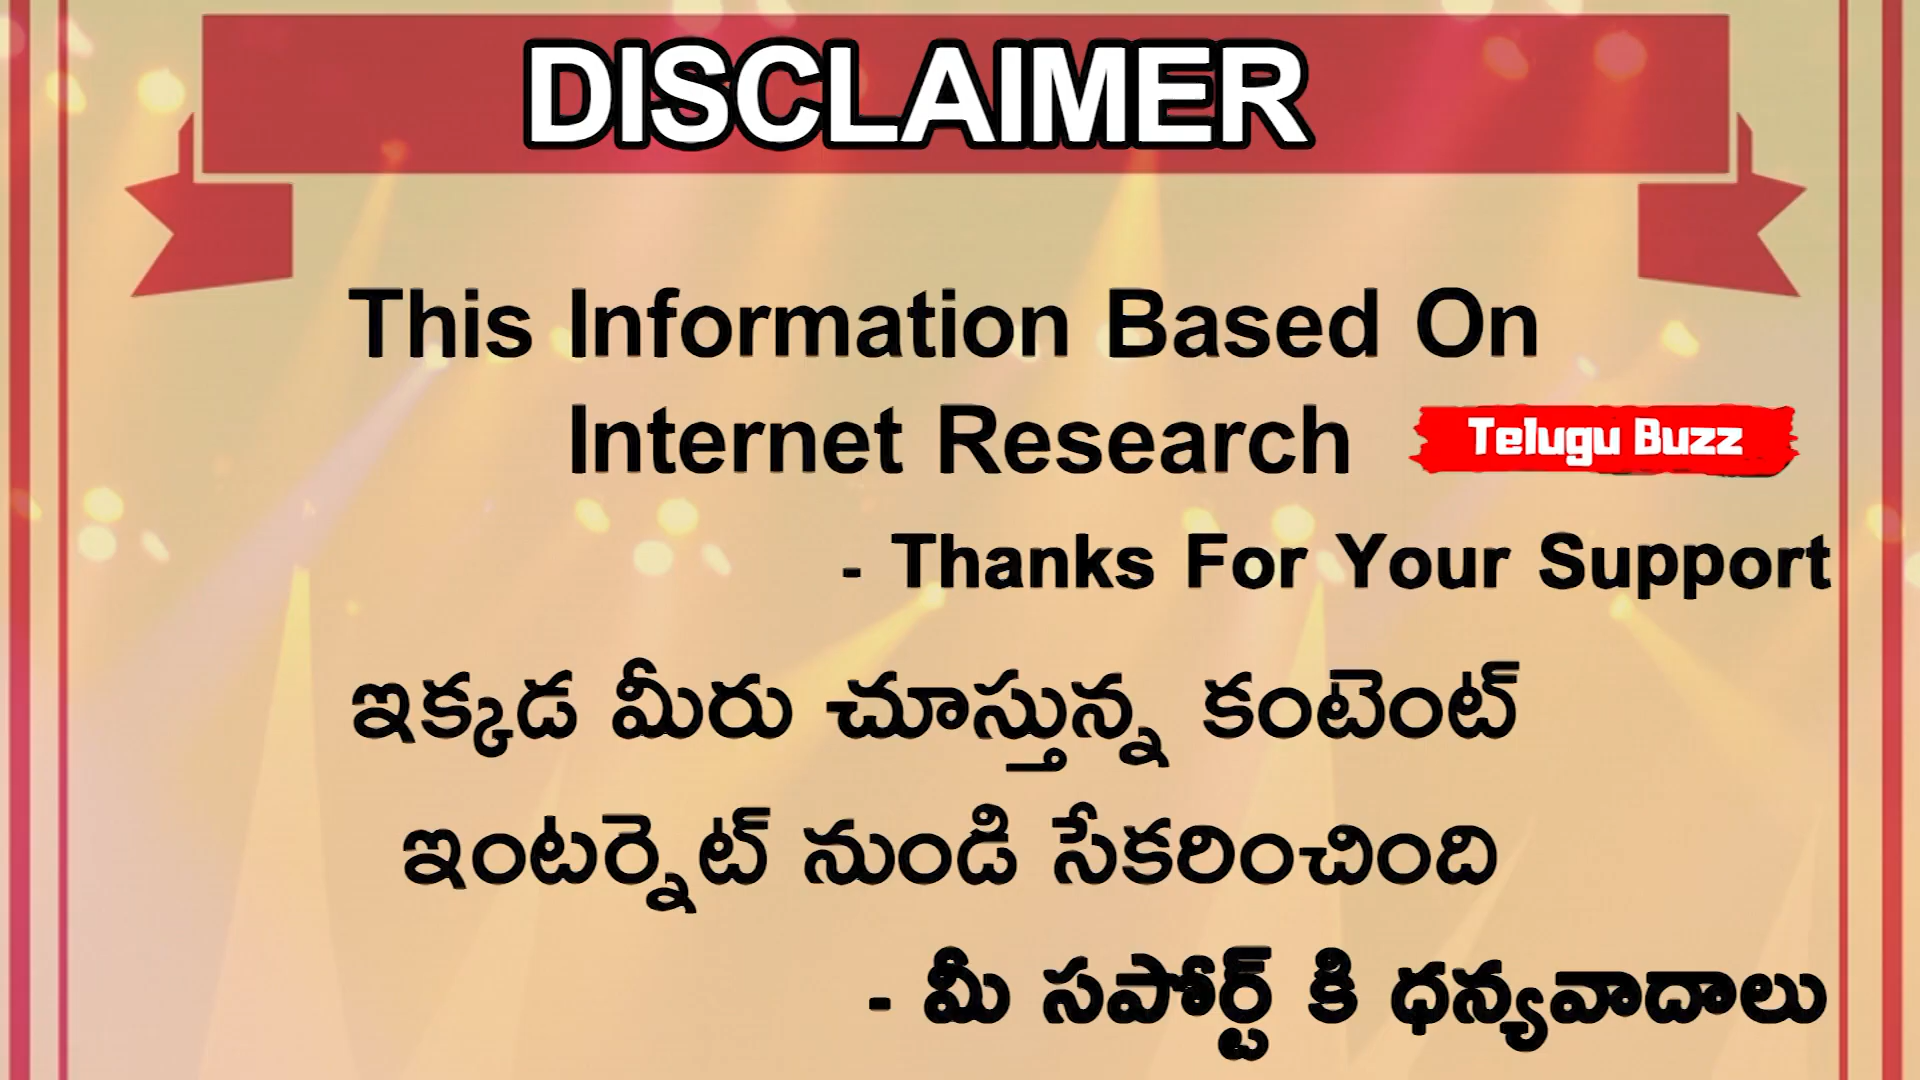 DISCLAIMER
This Information Based On
Internet Research Telugu Buzz
- Thanks For Your Support
ఇక్కడ మీరు చూస్తున్న కంటెంట్
ఇంటర్నెట్ నుండి సేకరించింది
- మీ సపోర్ట్ కి ధన్యవాదాలు